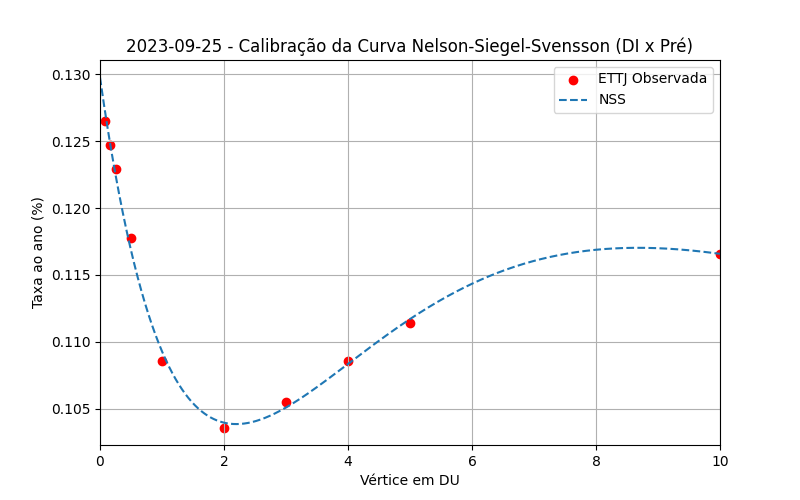 2023-09-25 - Calibração da Curva Nelson-Siegel-Svensson (DI x Pré)
ETTJ Observada
NSS
Taxa ao ano (%)
0.130
0.125
0.120
0.115
0.110
0.105
0 2 4 6 8 10
Vértice em DU